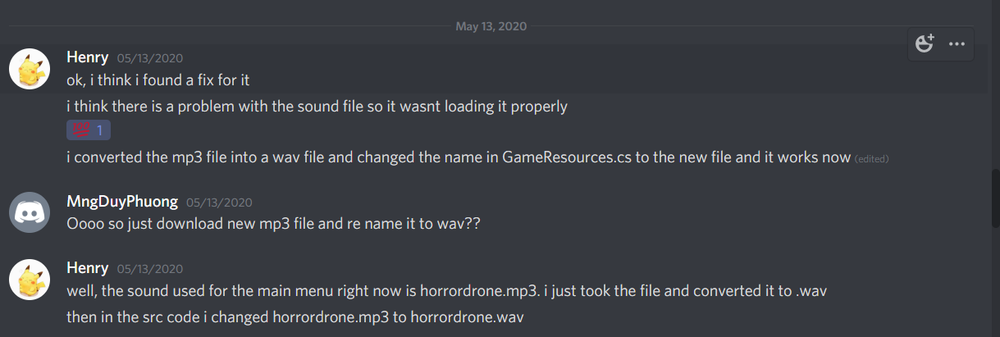 May 13, 2020
Henry 05/13/2020
ok, i think i found a fix for it
i think there is a problem with the sound file so it wasnt loading it properly
💯 1
i converted the mp3 file into a wav file and changed the name in GameResources.cs to the new file and it works now (edited)
MngDuyPhuong 05/13/2020
Oooo so just download new mp3 file and re name it to wav??
Henry 05/13/2020
well, the sound used for the main menu right now is horrordrone.mp3. i just took the file and converted it to .wav
then in the src code i changed horrordrone.mp3 to horrordrone.wav